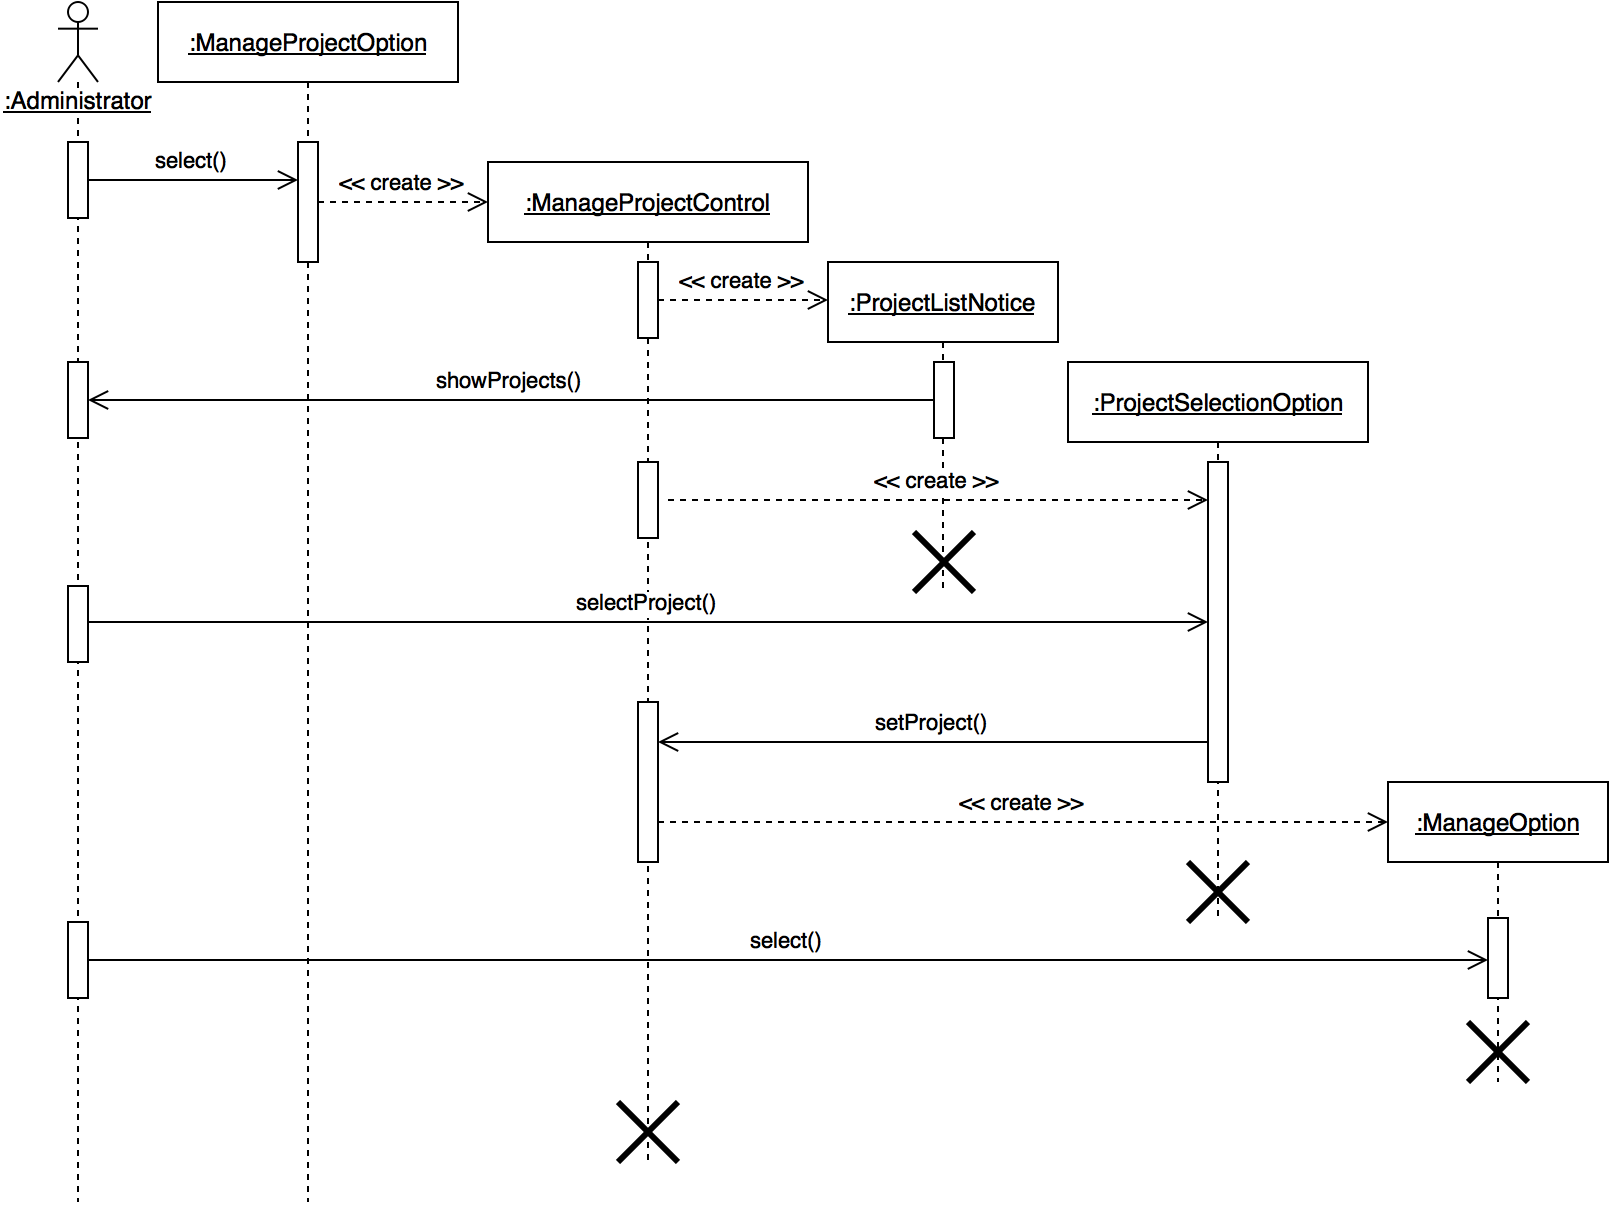 :ManageProjectOption
:Administrator
select()
<< create >>
:ManageProjectControl
<< create >>
:ProjectListNotice
showProjects()
:ProjectSelectionOption
<< create >>
selectProject()
setProject()
<< create >>
:ManageOption
select()